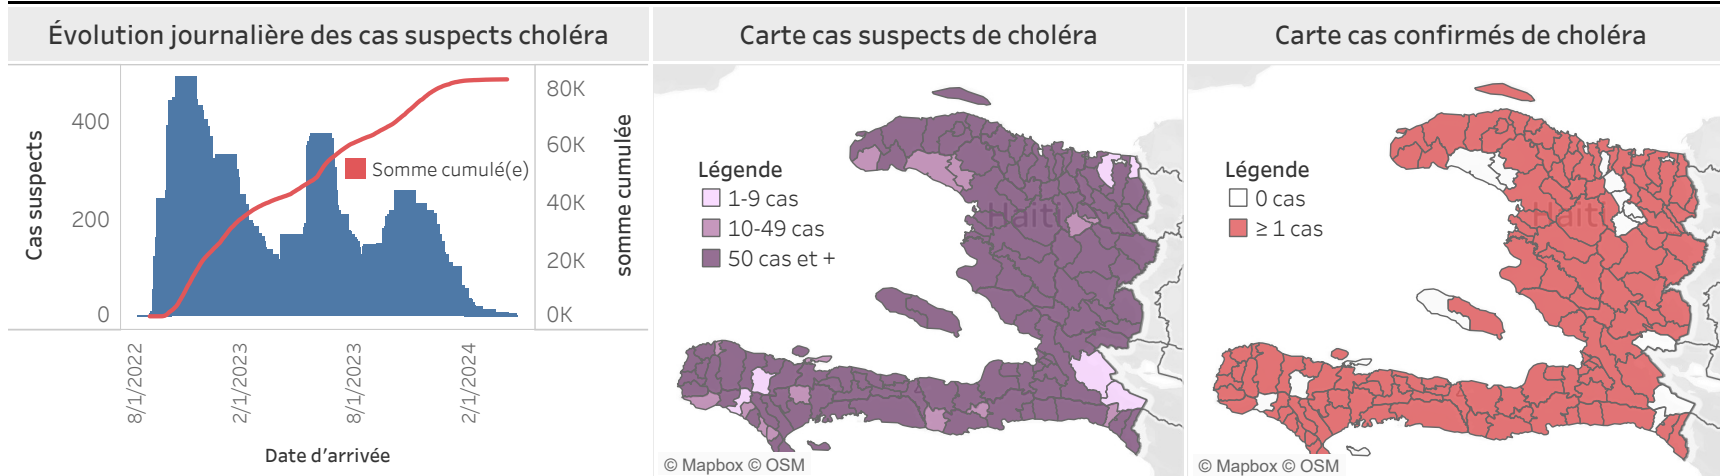 Évolution journalière des cas suspects choléra
Carte cas suspects de choléra
Carte cas confirmés de choléra
Cas suspects
400
200
0
80K
60K
40K
20K
0K
somme cumulée
Somme cumulé(e)
8/1/2022
2/1/2023
8/1/2023
2/1/2024
Date d'arrivée
Légende
1-9 cas
10-49 cas
50 cas et +
Haiti
© Mapbox © OSM
Légende
0 cas
≥ 1 cas
Haiti
© Mapbox © OSM